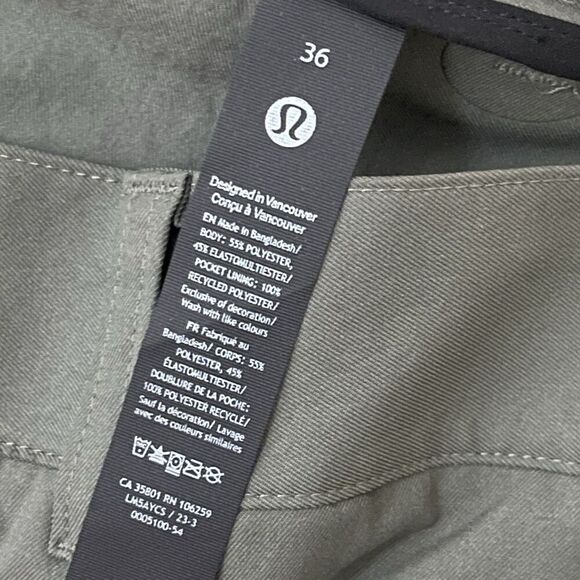 36
Designed in Vancouver
Conçu à Vancouver
EN Made in Bangladesh/
BODY: 55% POLYESTER,
45% ELASTOMULTIESTER/
POCKET LINING: 100%
RECYCLED POLYESTER/
Exclusive of decoration/
Wash with like colours
FR Fabriqué au
Bangladesh/ CORPS: 55%
POLYESTER, 45%
ÉLASTOMULTIESTER/
DOUBLURE DE LA POCHE:
100% POLYESTER RECYCLÉ/
Sauf la décoration/ Lavage
avec des couleurs similaires
CA 35801 RN 106259
LM5AYCS / 23-3
0005100-54